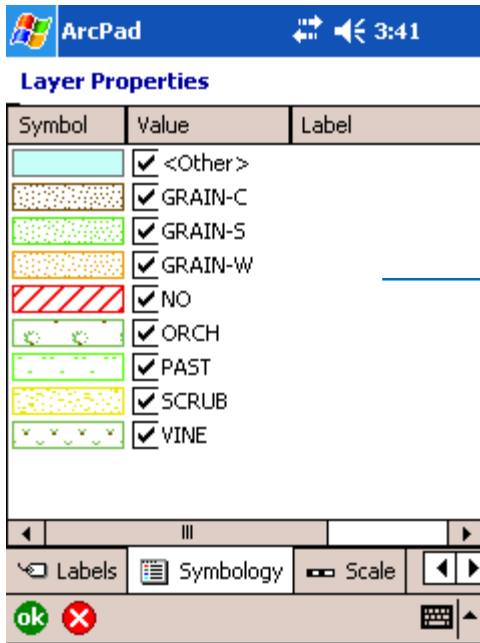 ArcPad 3:41
Layer Properties
Symbol Value Label
<Other>
GRAIN-C
GRAIN-S
GRAIN-W
NO
ORCH
PAST
SCRUB
VINE
Labels Symbology Scale
ok